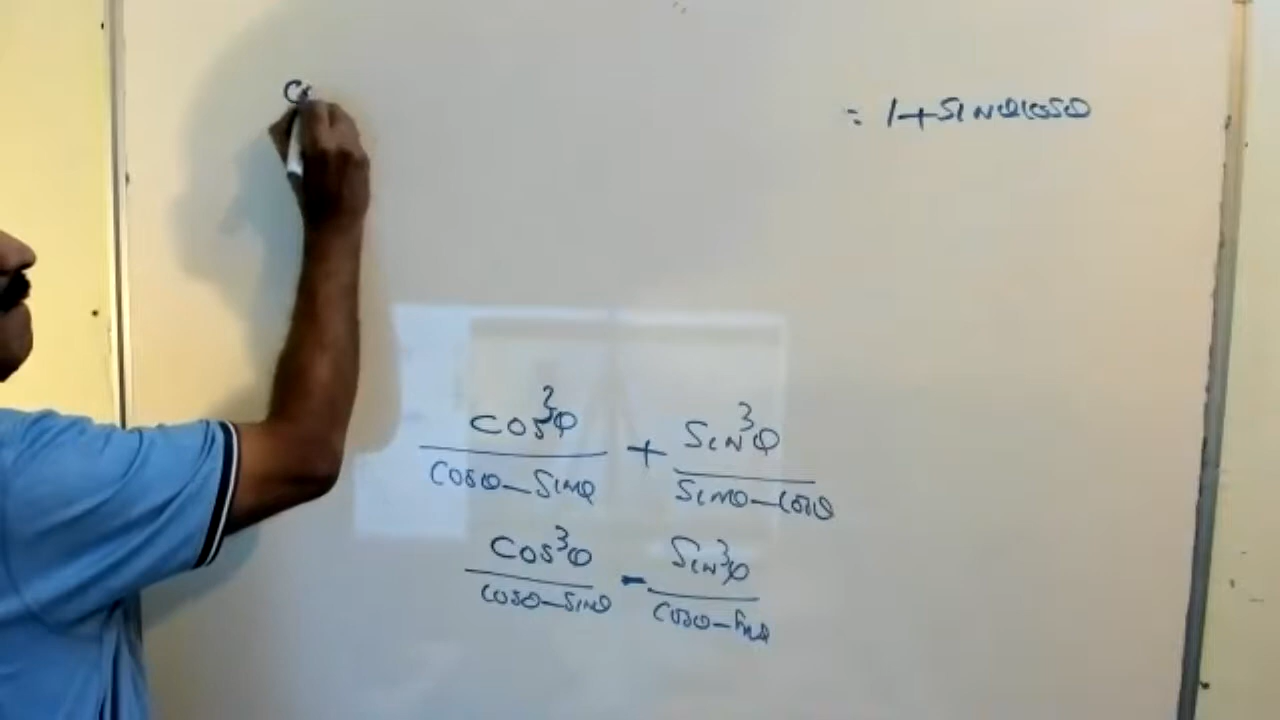 = 1+sinθcosθ
cos³θ/(cosθ-sinθ) + sin³θ/(sinθ-cosθ)
cos³θ/(cosθ-sinθ) - sin³θ/(cosθ-sinθ)